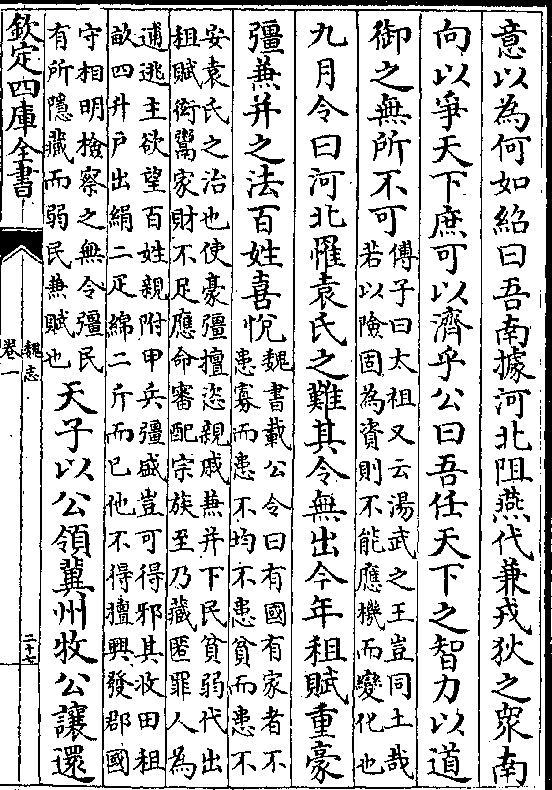 意以為何如紹曰吾南據河北阻燕代兼戎狄之衆南
向以爭天下庶可以濟乎公曰吾任天下之智力以道
御之無所不可
傅子曰太祖又云湯武之王豈同土哉
若以險固為資則不能應機而變化也
九月令曰河北罹袁氏之難其令無出今年租賦重豪
彊兼并之法百姓喜悅
魏書載公令曰有國有家者不
患寡而患不均不患貧而患不
安袁氏之治也使豪彊擅恣親戚兼并下民貧弱代出
租賦衒鬻家財不足應命審配宗族至乃藏匿罪人為
逋逃主欲望百姓親附甲兵彊盛豈可得邪其收田租
畝四升戶出絹二疋綿二斤而已他不得擅興發郡國
守相明檢察之無令彊民
有所隱藏而弱民兼賦也
天子以公領冀州牧公讓還
欽定四庫全書
魏志
卷一
二十七